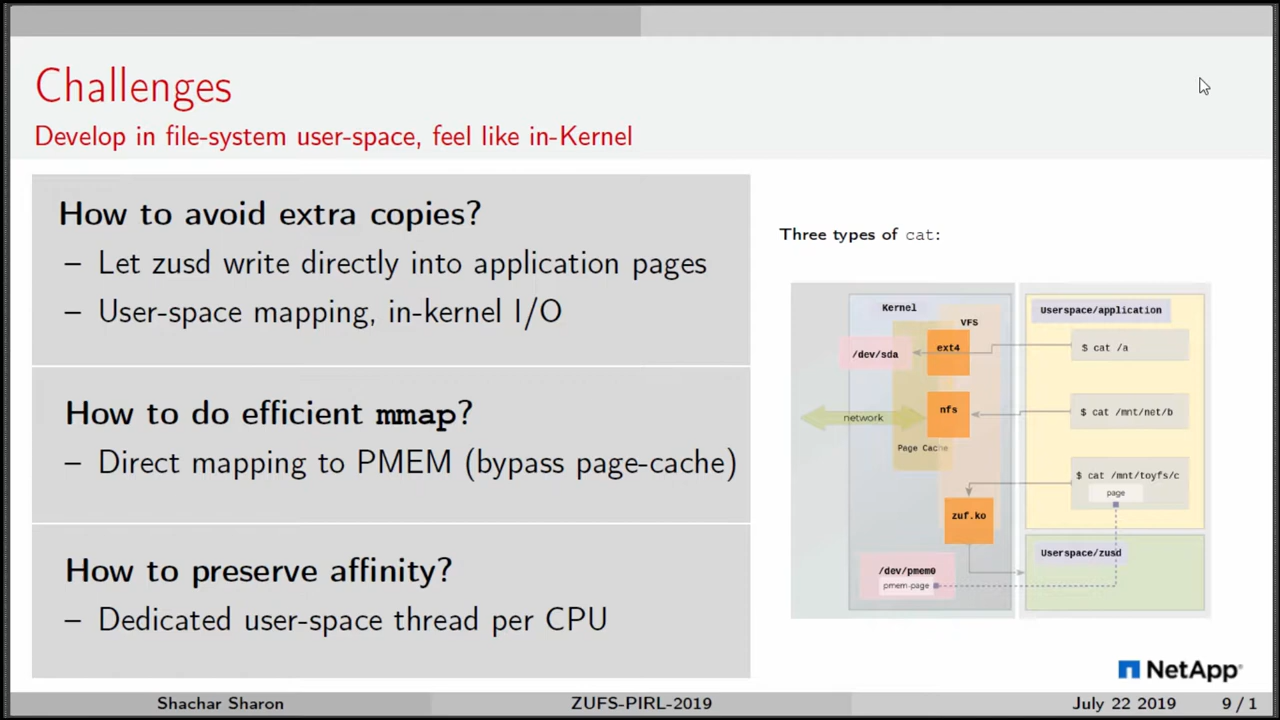 Challenges
Develop in file-system user-space, feel like in-Kernel
How to avoid extra copies?
– Let zusd write directly into application pages
– User-space mapping, in-kernel I/O
How to do efficient mmap?
– Direct mapping to PMEM (bypass page-cache)
How to preserve affinity?
– Dedicated user-space thread per CPU
Three types of cat:
Kernel
VFS
/dev/sda
ext4
network
nfs
Page Cache
zuf.ko
/dev/pmem0
pmem-page
Userspace/application
$ cat /a
$ cat /mnt/net/b
$ cat /mnt/toyfs/c
page
Userspace/zusd
NetApp
Shachar Sharon ZUFS-PIRL-2019 July 22 2019 9 / 1